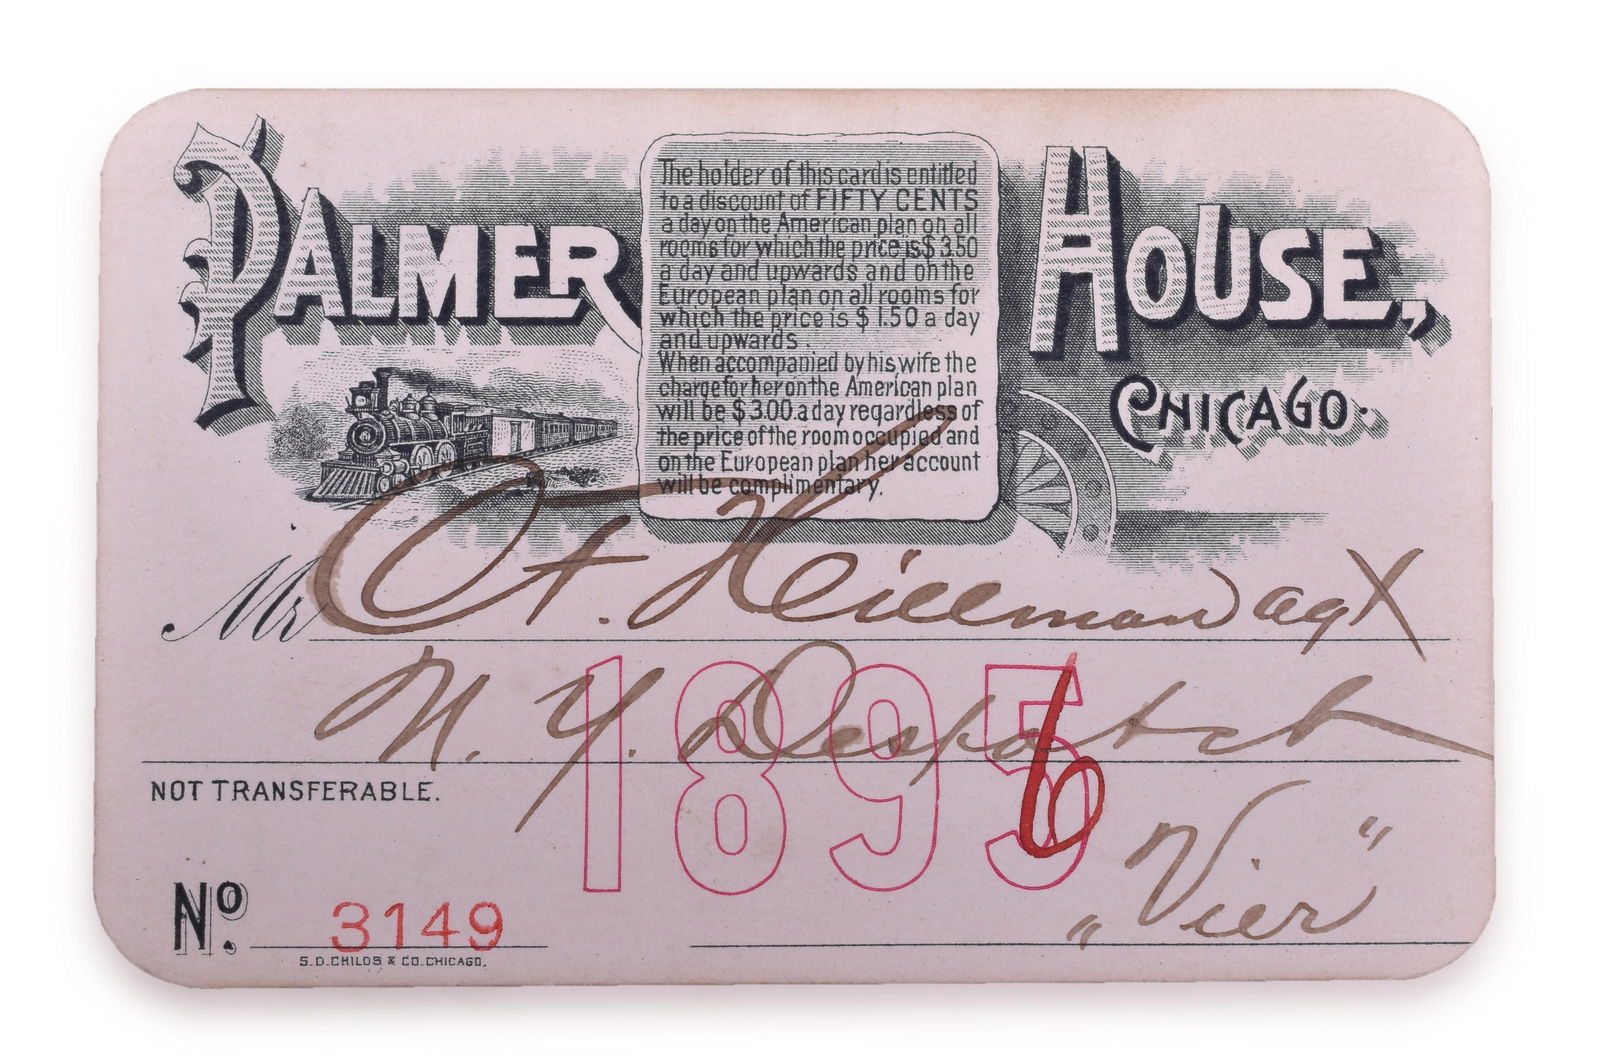 PALMER HOUSE,
CHICAGO.
The holder of this card is entitled
to a discount of FIFTY CENTS
a day on the American plan on all
rooms for which the price is $3.50
a day and upwards and on the
European plan on all rooms for
which the price is $1.50 a day
and upwards.
When accompanied by his wife the
charge for her on the American plan
will be $3.00. a day regardless of
the price of the room occupied and
on the European plan her account
will be complimentary.
Mr. Hillman agt
N. Y. Despatch
1895
6
NOT TRANSFERABLE.
„Vier"
No. 3149
S.D. CHILDS & CO. CHICAGO.